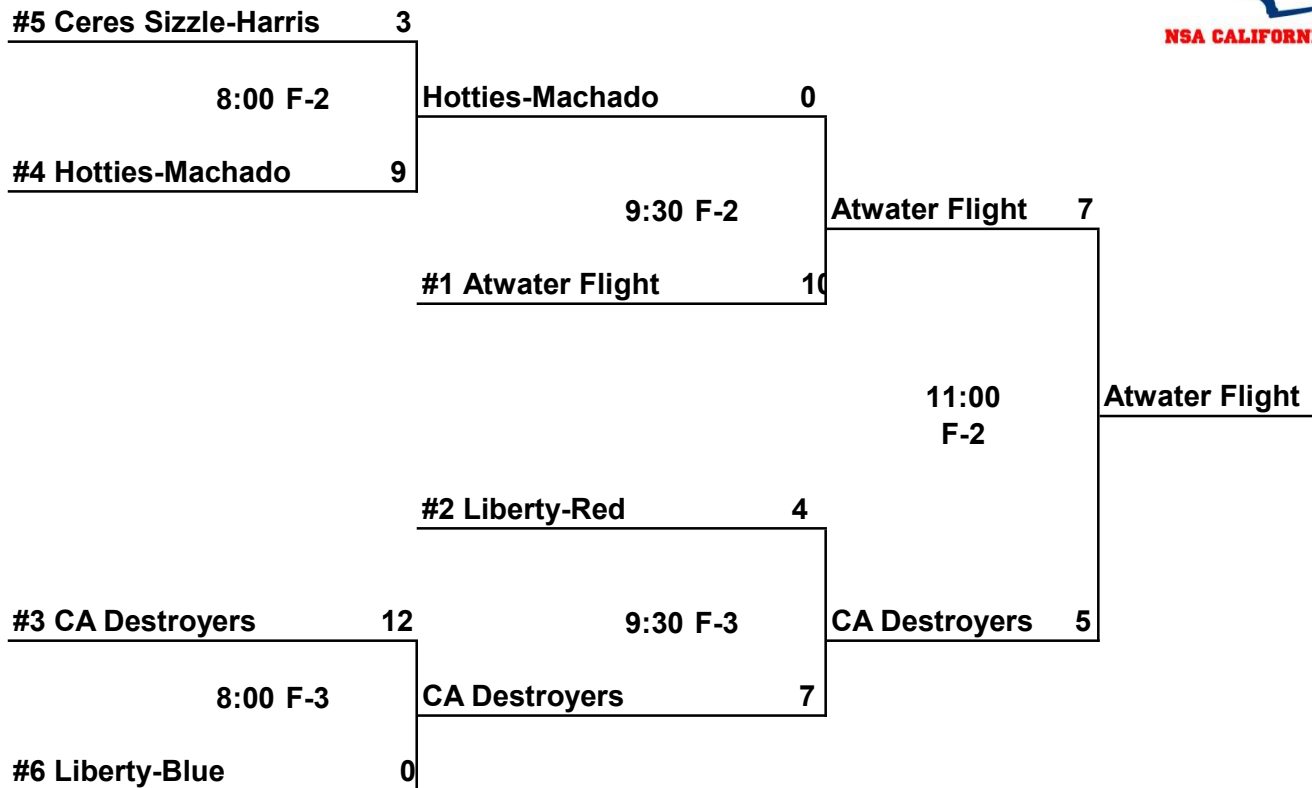 #5 Ceres Sizzle-Harris 3
NSA CALIFORN
8:00 F-2
Hotties-Machado 0
#4 Hotties-Machado 9
9:30 F-2
Atwater Flight 7
#1 Atwater Flight 10
11:00
F-2
Atwater Flight
#2 Liberty-Red 4
#3 CA Destroyers 12
9:30 F-3
CA Destroyers 5
8:00 F-3
CA Destroyers 7
#6 Liberty-Blue 0